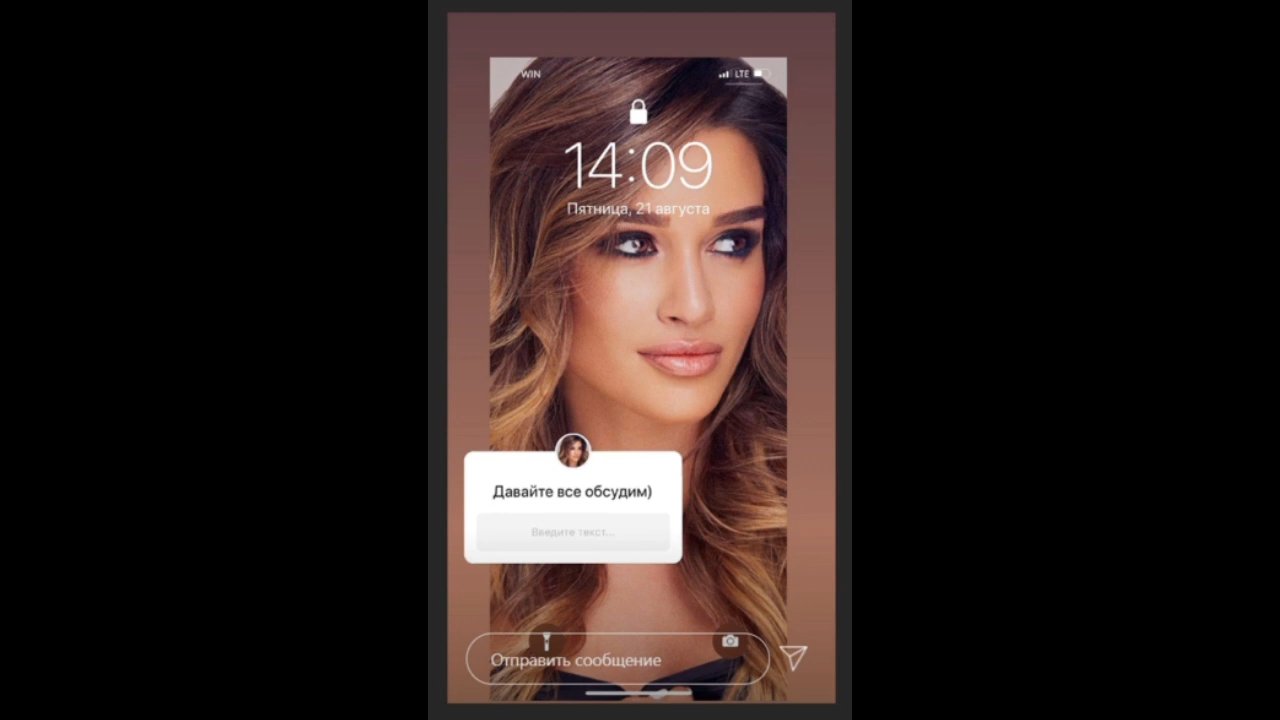 WIN LTE
14:09
Пятница, 21 августа
Давайте все обсудим)
Введите текст...
Отправить сообщение